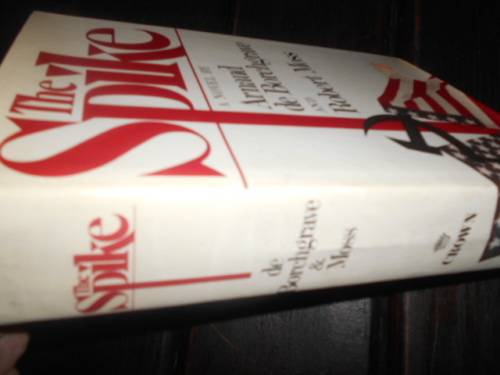 The
Spike
A NOVEL BY
Arnaud
de Borchgrave
AND
Robert Moss
The
Spike
de
Borchgrave
&
Moss
CROWN